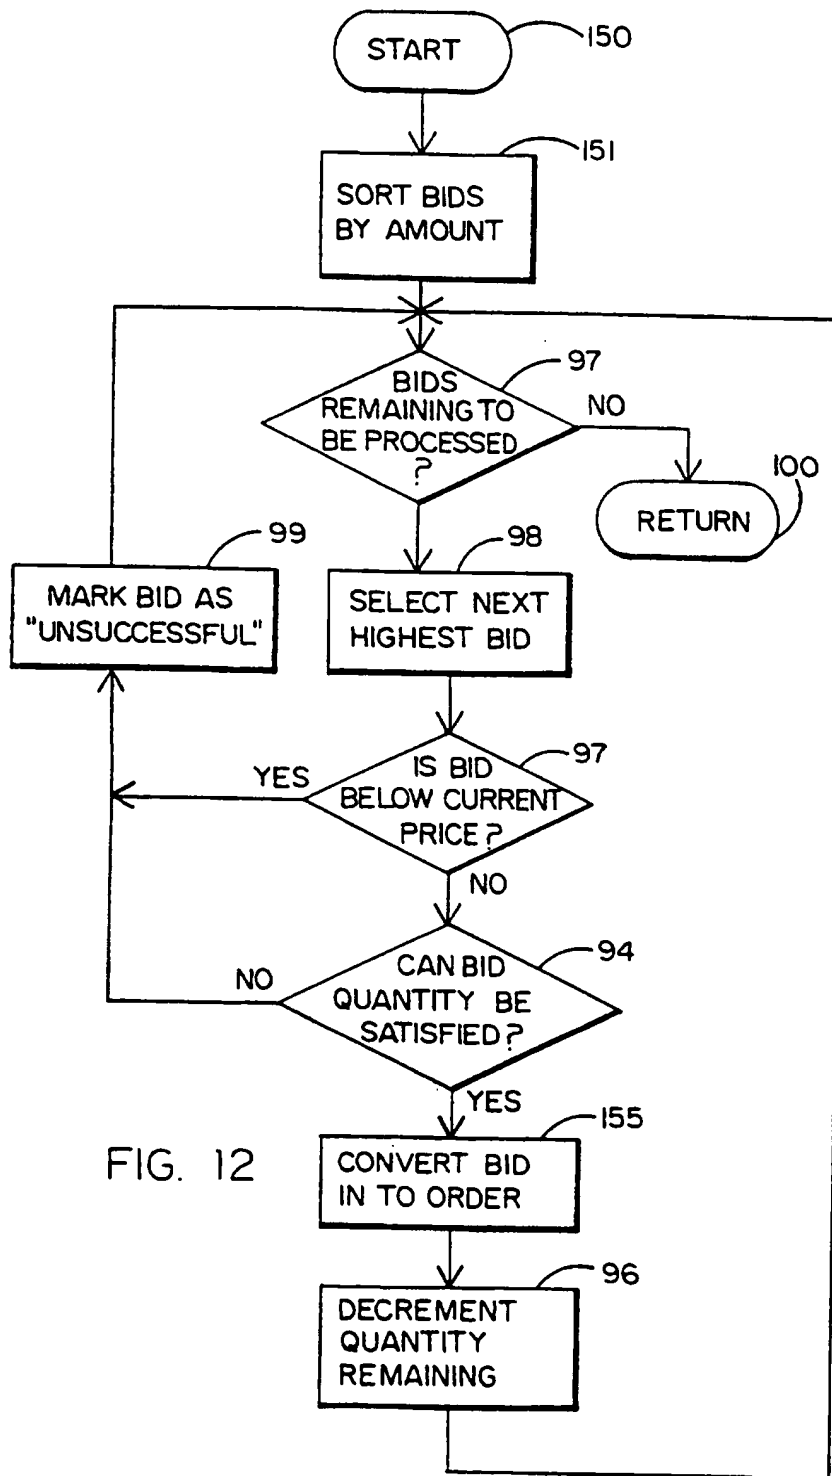 START
150
151
SORT BIDS
BY AMOUNT
97
BIDS
REMAINING TO
BE PROCESSED
?
NO
100
RETURN
99
MARK BID AS
"UNSUCCESSFUL"
98
SELECT NEXT
HIGHEST BID
97
YES
IS BID
BELOW CURRENT
PRICE?
NO
94
NO
CAN BID
QUANTITY BE
SATISFIED?
YES
155
FIG. 12
CONVERT BID
IN TO ORDER
96
DECREMENT
QUANTITY
REMAINING